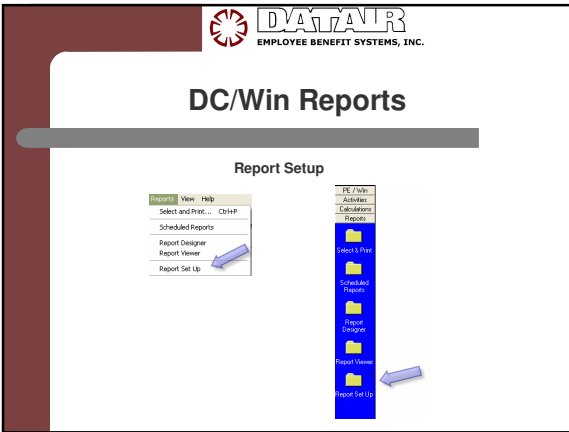 DATAIR
EMPLOYEE BENEFIT SYSTEMS, INC.
DC/Win Reports
Report Setup
Reports View Help
Select and Print... Ctrl+P
Scheduled Reports
Report Designer
Report Viewer
Report Set Up
PE / Win
Activities
Calculations
Reports
Select & Print
Scheduled
Reports
Report
Designer
Report Viewer
Report Set Up